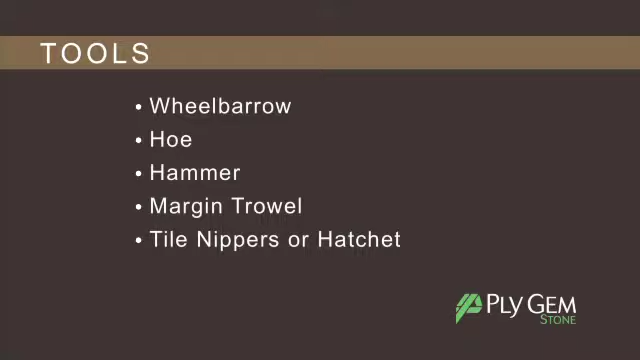 TOOLS
• Wheelbarrow
• Hoe
• Hammer
• Margin Trowel
• Tile Nippers or Hatchet
PLY GEM
STONE